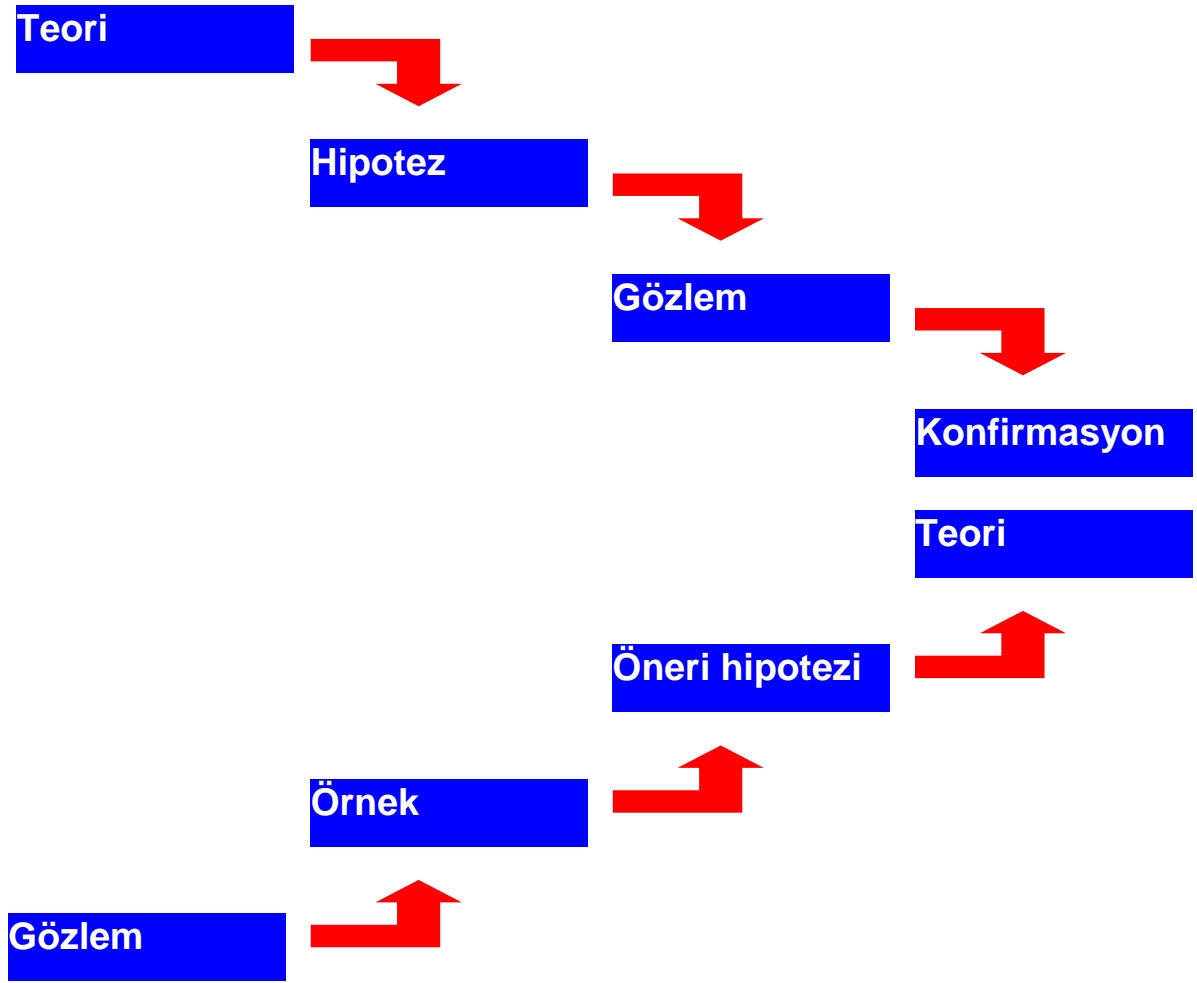 Teori
Hipotez
Gözlem
Konfirmasyon
Teori
Öneri hipotezi
Örnek
Gözlem